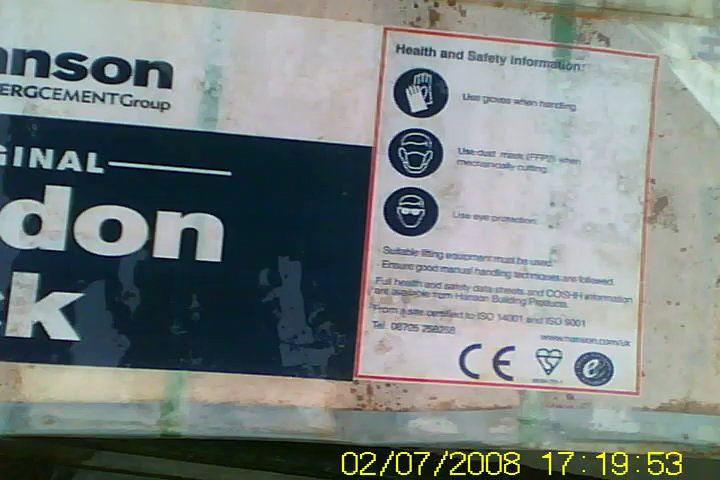 anson
ERGCEMENTGroup
GINAL
don
k
Health and Safety information:
Use gloves when handling.
Use dust mask (FFP2) when
mechanically cutting.
Use eye protection.
Suitable lifting equipment must be used.
Ensure good manual handling techniques are followed.
Full health and safety data sheets and COSHH information
are available from Hanson Building Products.
From a site certified to ISO 14001 and ISO 9001
Tel: 08705 258258
www.hanson.com/uk
CE
e
02/07/2008 17:19:53